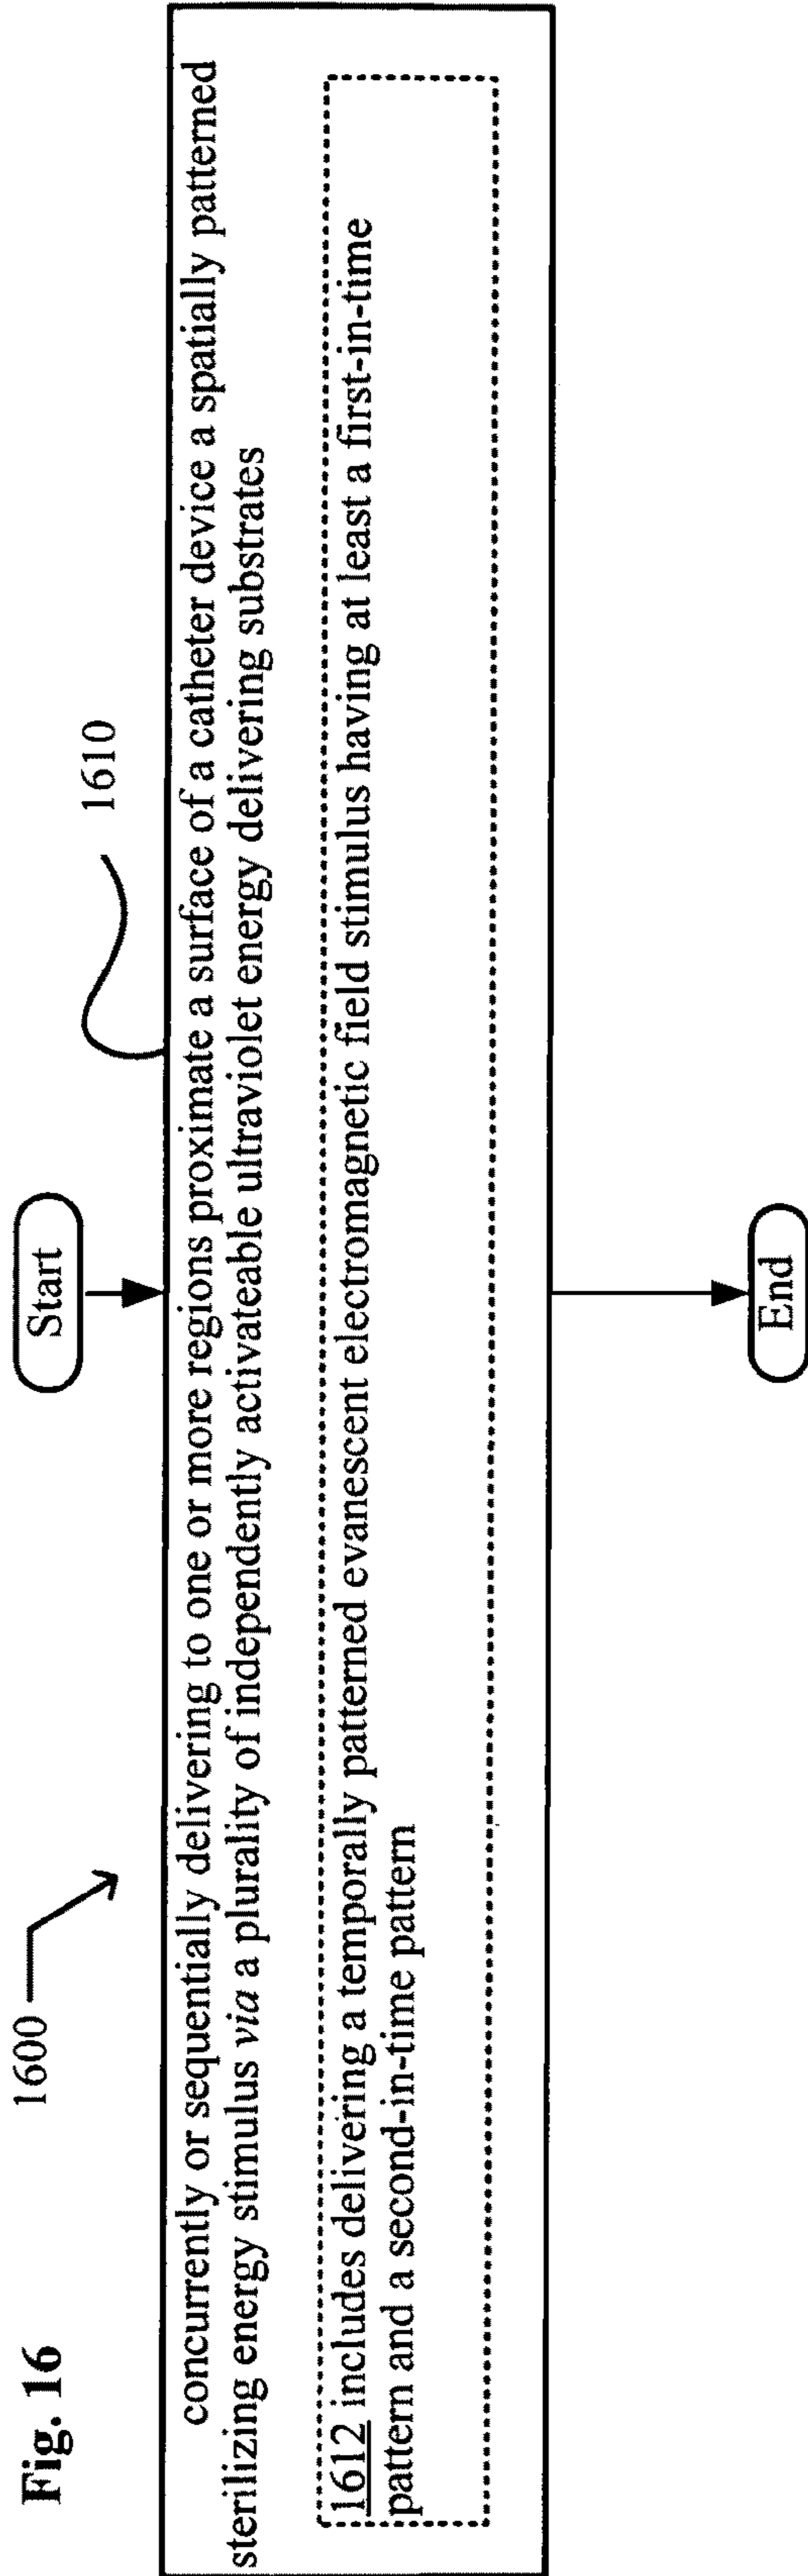 Fig. 16
1600
Start
1610
concurrently or sequentially delivering to one or more regions proximate a surface of a catheter device a spatially patterned
sterilizing energy stimulus via a plurality of independently activateable ultraviolet energy delivering substrates
1612 includes delivering a temporally patterned evanescent electromagnetic field stimulus having at least a first-in-time
pattern and a second-in-time pattern
End